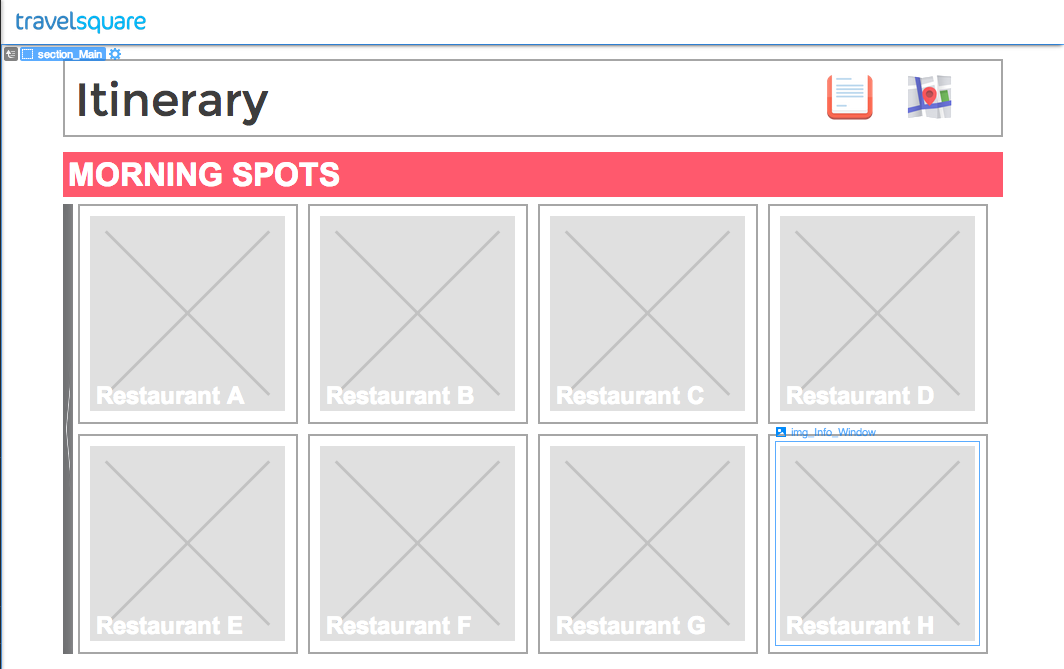 travelsquare
section_Main
Itinerary
MORNING SPOTS
Restaurant A
Restaurant B
Restaurant C
Restaurant D
img_Info_Window
Restaurant E
Restaurant F
Restaurant G
Restaurant H